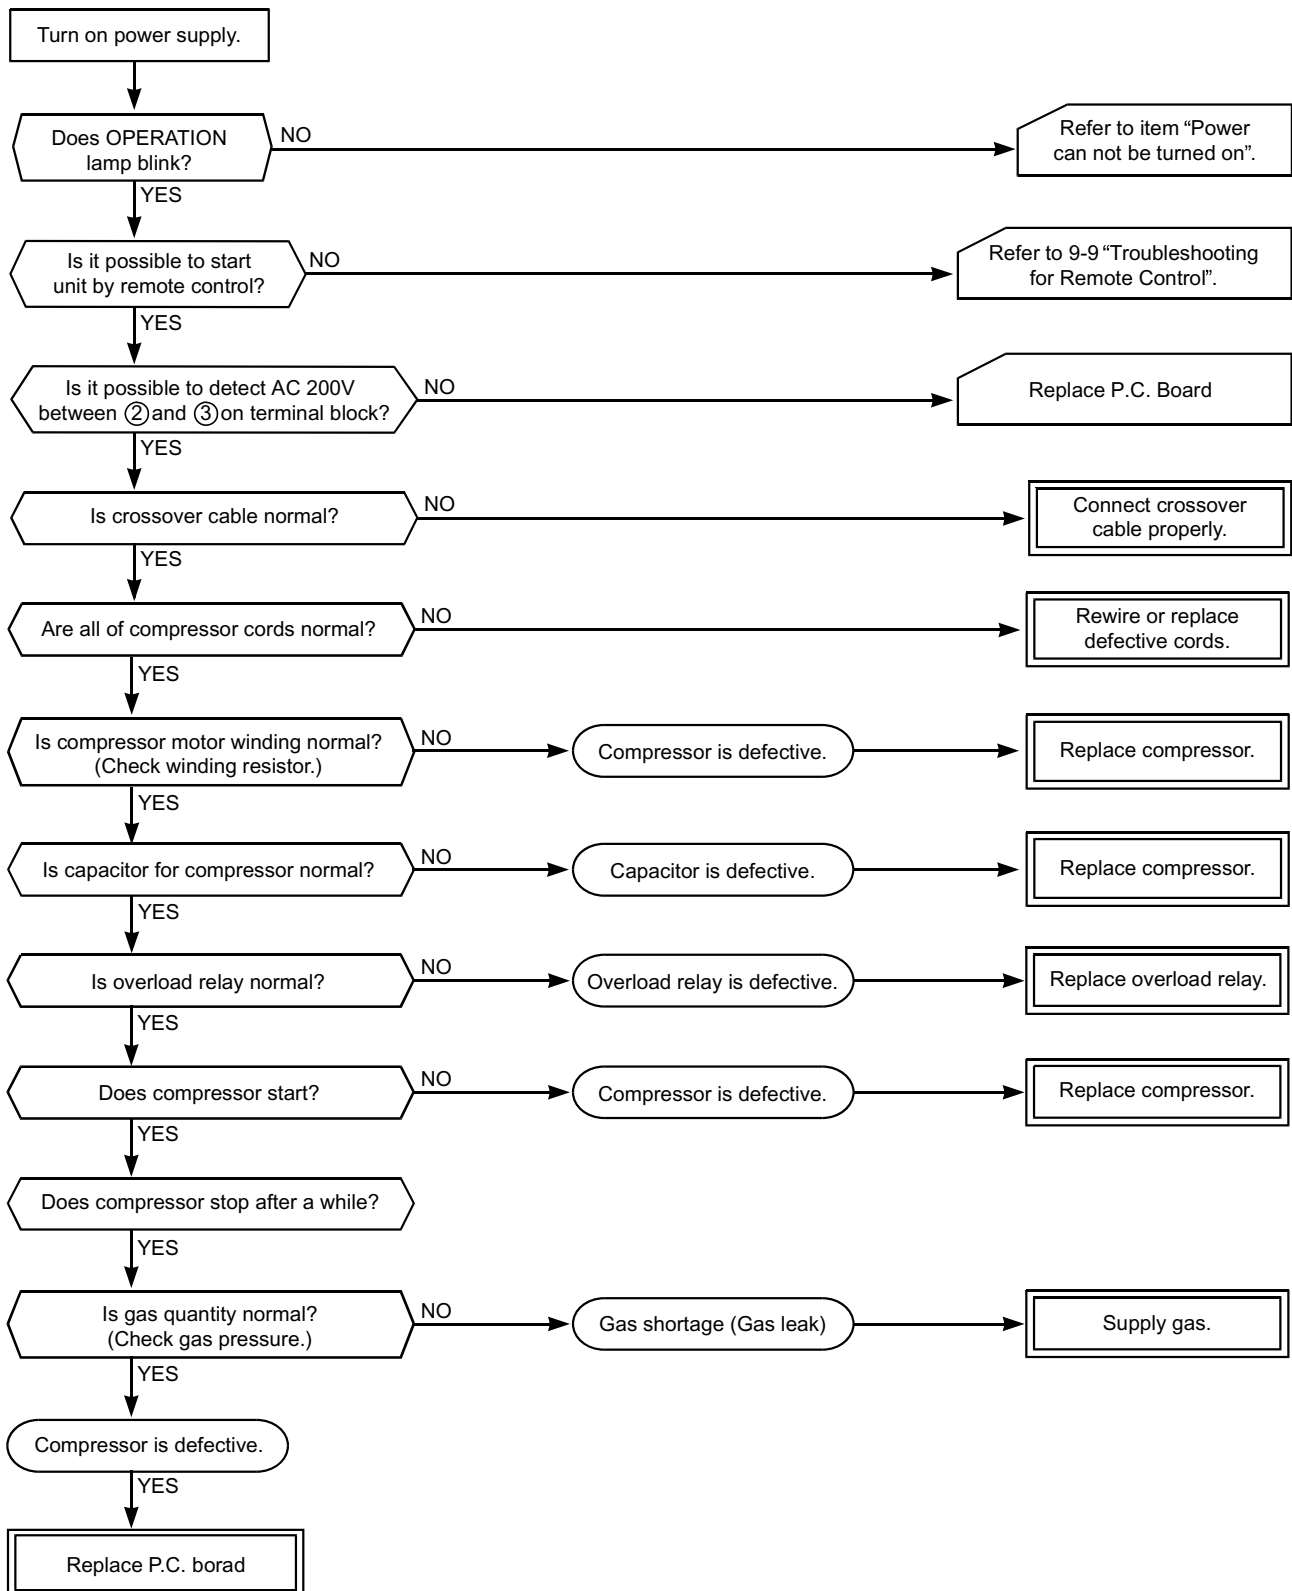 Turn on power supply.
Does OPERATION
lamp blink?
NO
Refer to item “Power
can not be turned on”.
YES
Is it possible to start
unit by remote control?
NO
Refer to 9-9 “Troubleshooting
for Remote Control”.
YES
Is it possible to detect AC 200V
between ② and ③ on terminal block?
NO
Replace P.C. Board
YES
Is crossover cable normal?
NO
Connect crossover
cable properly.
YES
Are all of compressor cords normal?
NO
Rewire or replace
defective cords.
YES
Is compressor motor winding normal?
(Check winding resistor.)
NO
Compressor is defective.
Replace compressor.
YES
Is capacitor for compressor normal?
NO
Capacitor is defective.
Replace compressor.
YES
Is overload relay normal?
NO
Overload relay is defective.
Replace overload relay.
YES
Does compressor start?
NO
Compressor is defective.
Replace compressor.
YES
Does compressor stop after a while?
YES
Is gas quantity normal?
(Check gas pressure.)
NO
Gas shortage (Gas leak)
Supply gas.
YES
Compressor is defective.
YES
Replace P.C. borad